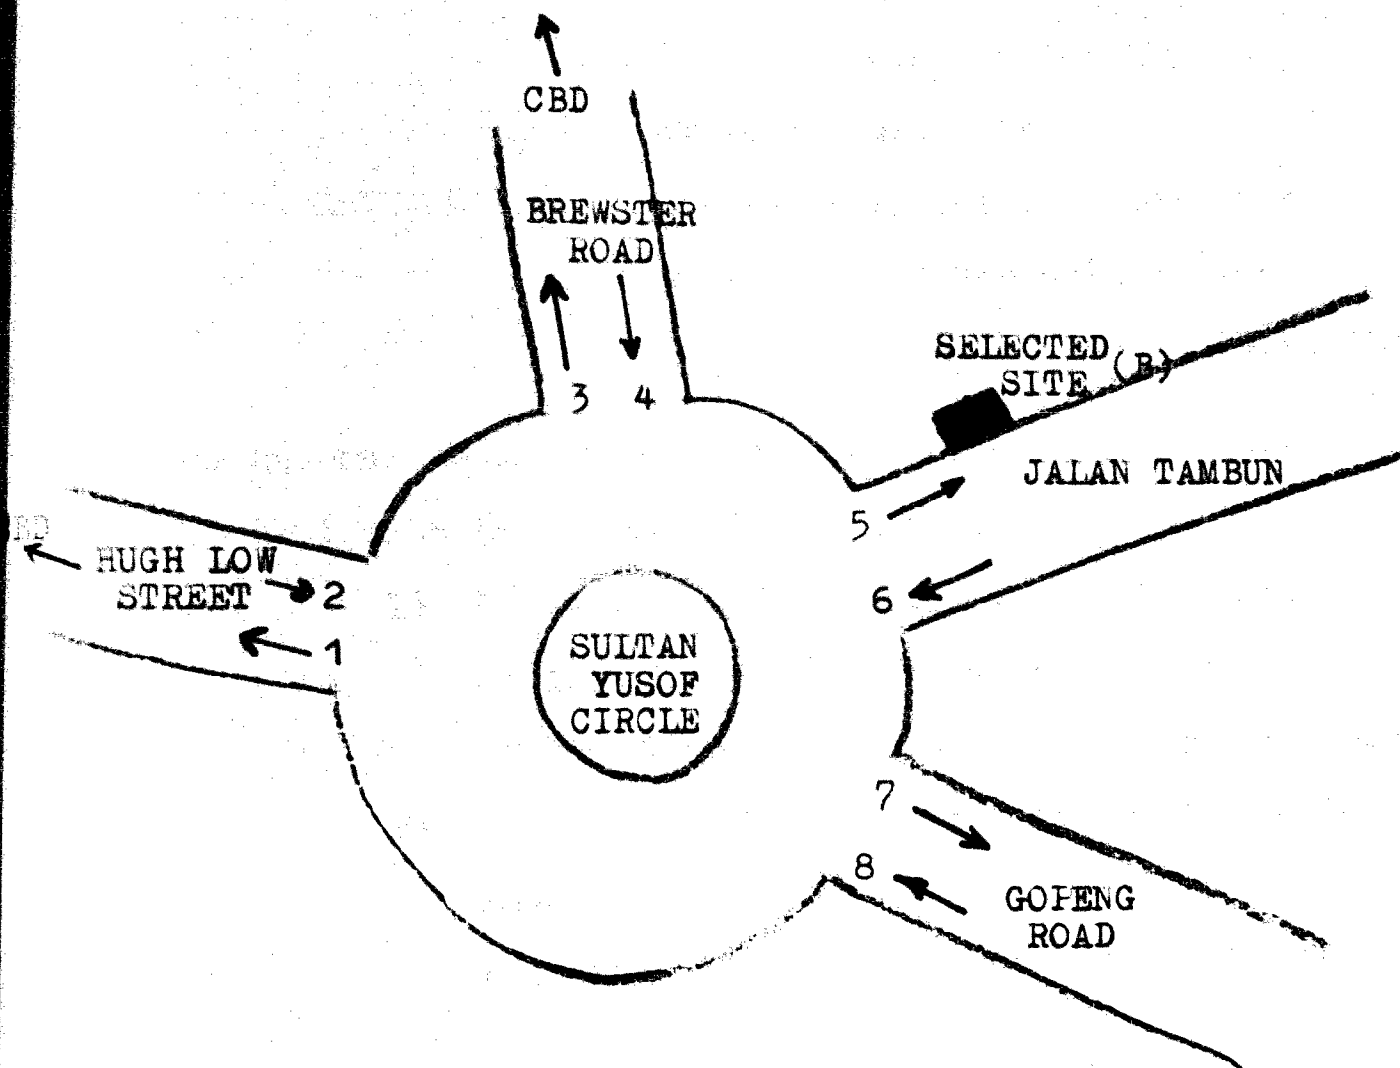 CBD
BREWSTER
ROAD
3 4
SELECTED
SITE (B)
JALAN TAMBUN
5
6
BD
HUGH LOW
STREET
2
1
SULTAN
YUSOF
CIRCLE
7
8
GOPENG
ROAD